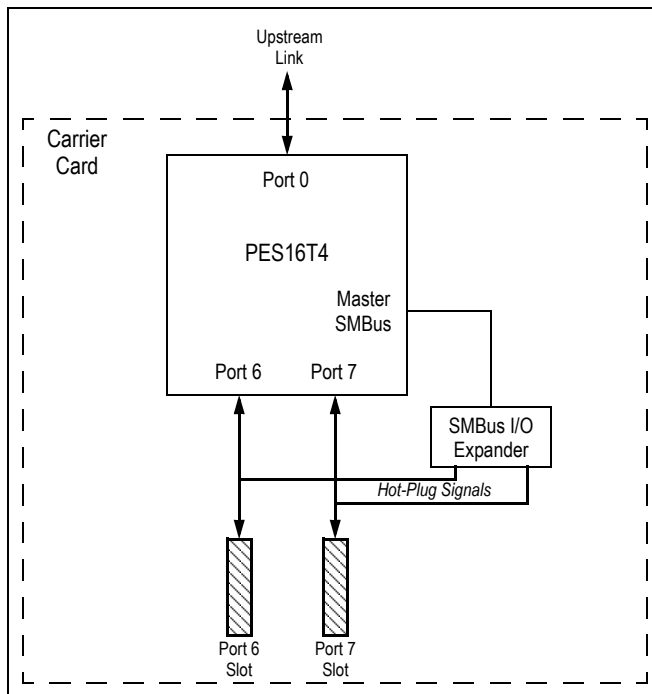 Upstream
Link
Carrier
Card
Port 0
PES16T4
Master
SMBus
Port 6
Port 7
SMBus I/O
Expander
Hot-Plug Signals
Port 6
Slot
Port 7
Slot